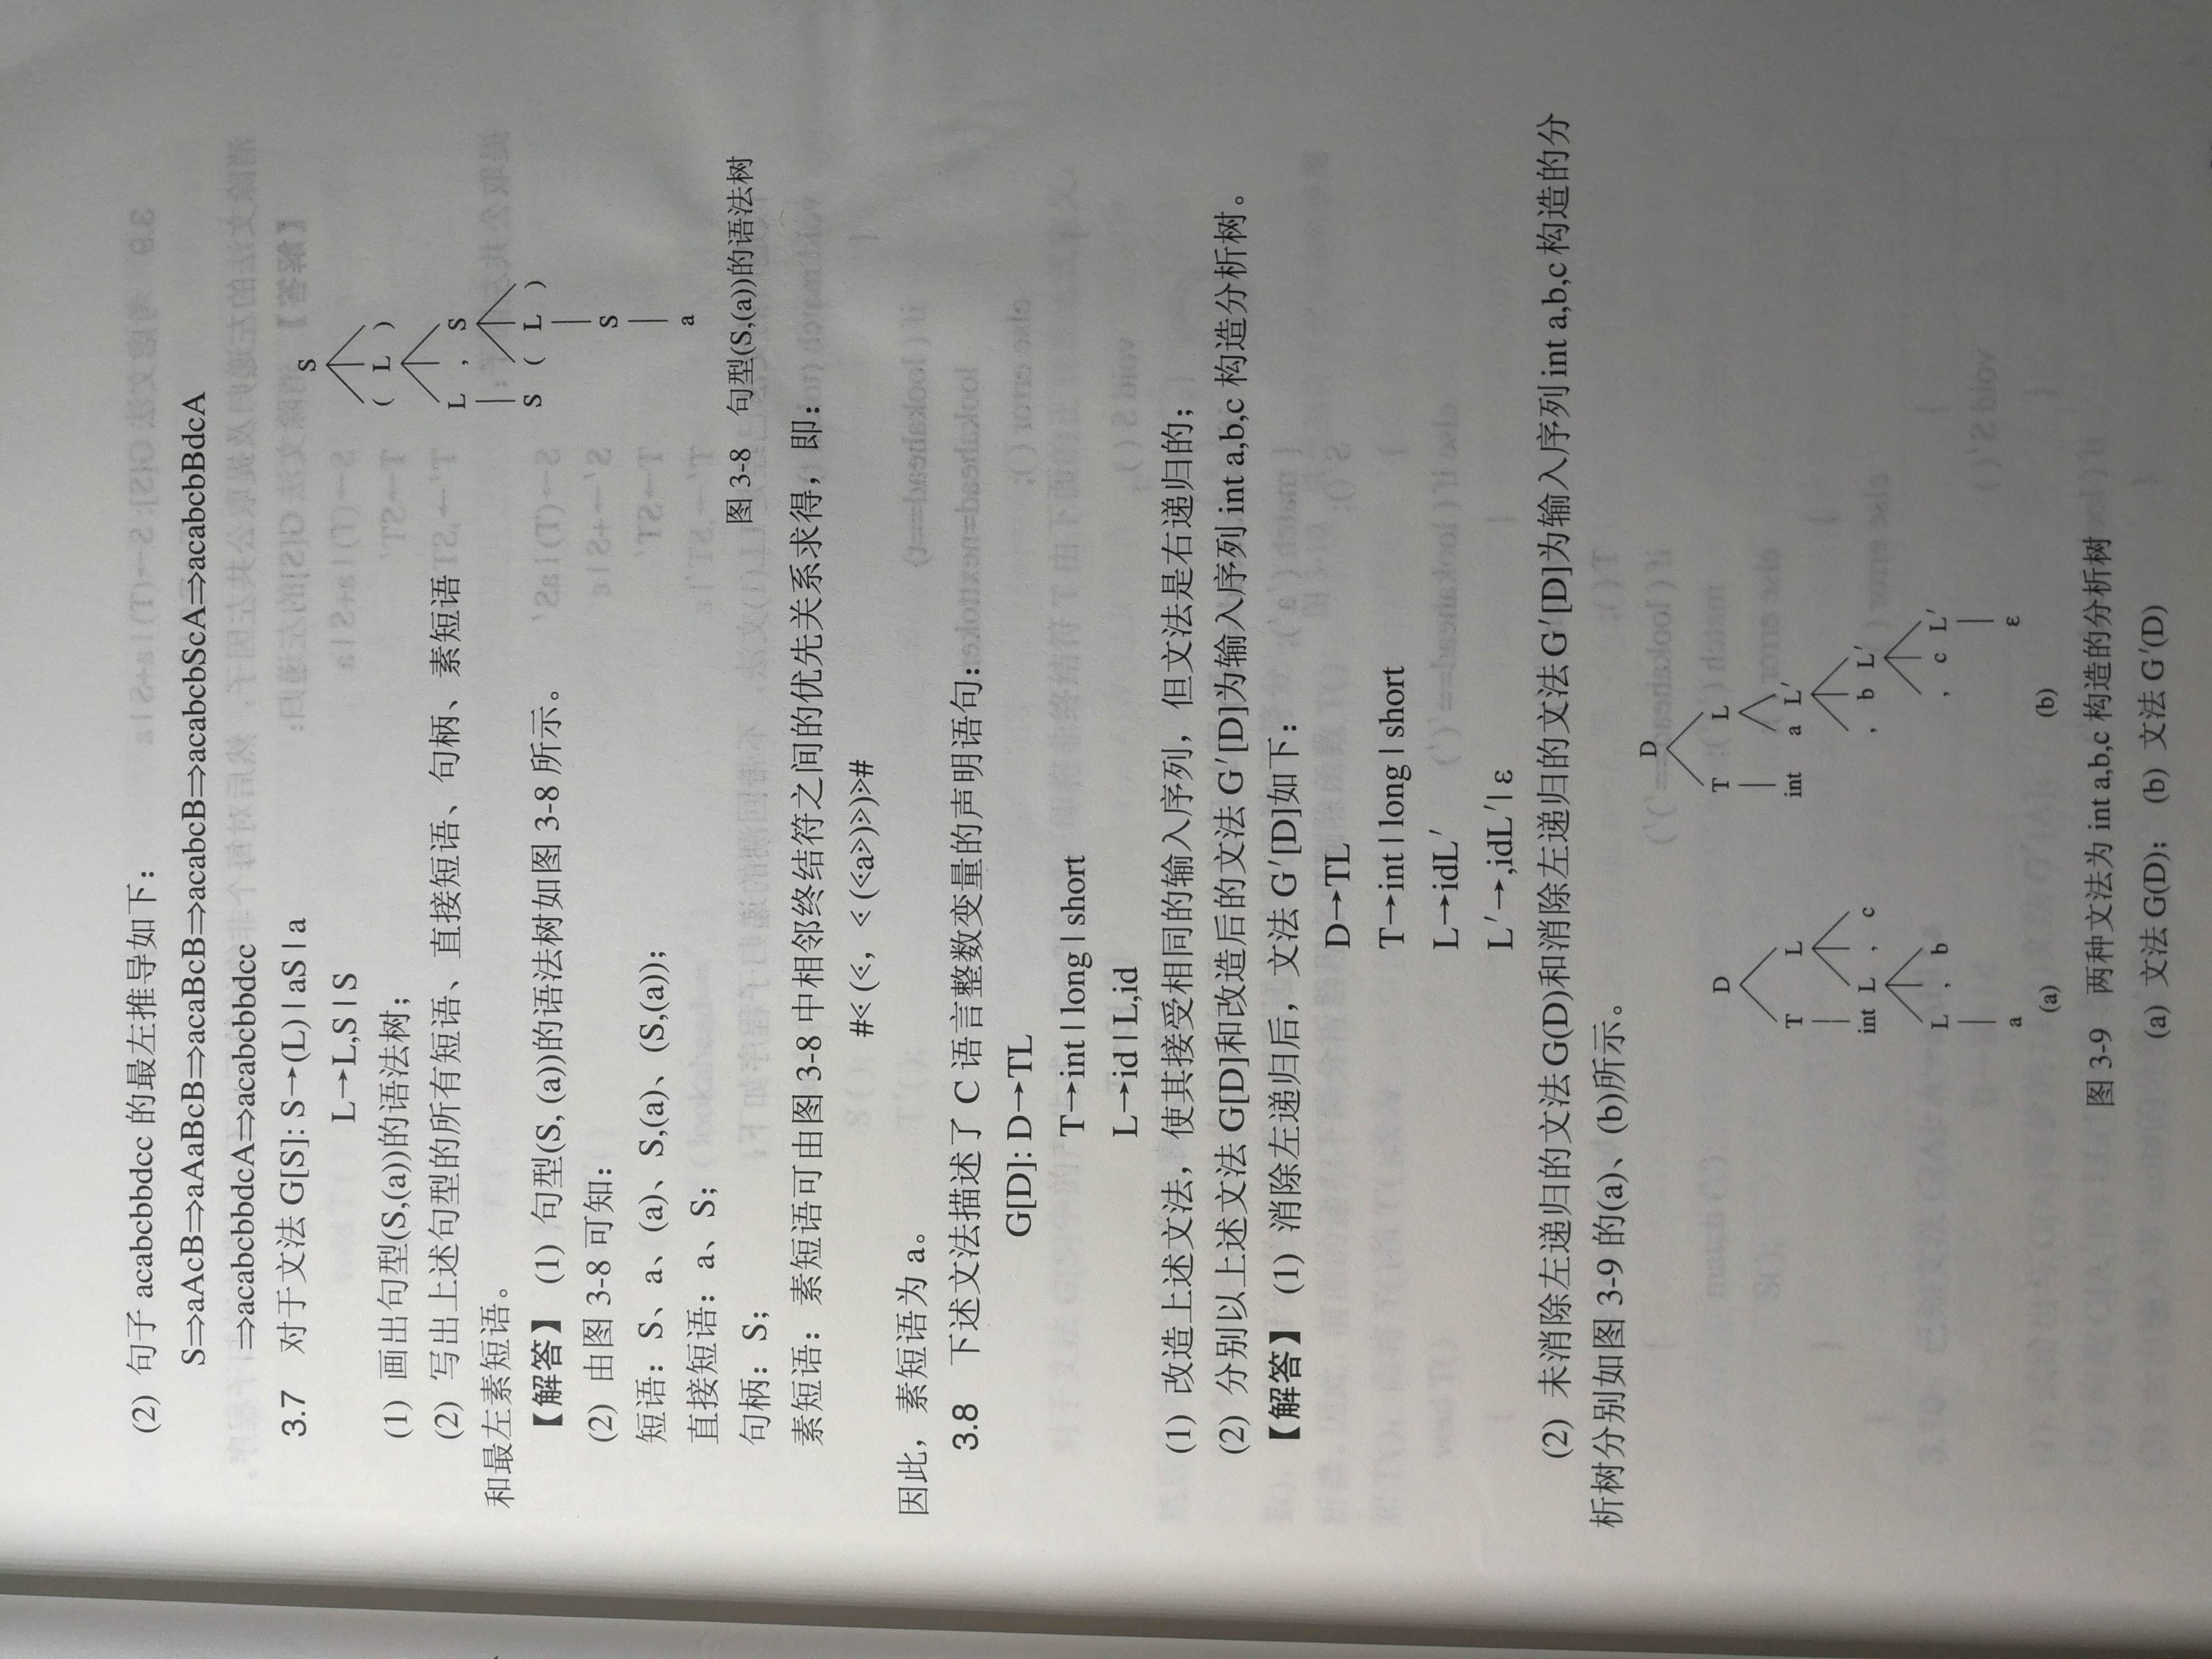 (2) 句子 acabcbbdcc 的最左推导如下：
S⇒aAcB⇒aAaBcB⇒acaBcB⇒acabcB⇒acabcbScA⇒acabcbBdcA
⇒acabcbbdcA⇒acabcbbdcc
3.7 对于文法 G[S]: S→(L) | aS | a
L→L,S | S
(1) 画出句型(S,(a))的语法树；
(2) 写出上述句型的所有短语、直接短语、句柄、素短语
和最左素短语。
【解答】 (1) 句型(S, (a))的语法树如图 3-8 所示。
(2) 由图 3-8 可知：
短语：S、a、(a)、S,(a)、(S,(a))；
直接短语：a、S；
句柄：S；
S
( L )
L , S
S ( L )
S
a
图 3-8 句型(S,(a))的语法树
素短语：素短语可由图 3-8 中相邻终结符之间的优先关系求得，即：
#⋖(⋖, ⋖(⋖a⋗)⋗)⋗#
因此，素短语为 a。
3.8 下述文法描述了 C 语言整数变量的声明语句：
G[D]: D→TL
T→int | long | short
L→id | L,id
(1) 改造上述文法，使其接受相同的输入序列，但文法是右递归的；
(2) 分别以上述文法 G[D]和改造后的文法 G′[D]为输入序列 int a,b,c 构造分析树。
【解答】 (1) 消除左递归后，文法 G′[D]如下：
D→TL
T→int | long | short
L→idL′
L′→,idL′ | ε
(2) 未消除左递归的文法 G(D)和消除左递归的文法 G′[D]为输入序列 int a,b,c 构造的分
析树分别如图 3-9 的(a)、(b)所示。
D
T L
int L , c
L , b
a
(a)
D
T L
int a L′
, b L′
, c L′
ε
(b)
图 3-9 两种文法为 int a,b,c 构造的分析树
(a) 文法 G(D)； (b) 文法 G′(D)